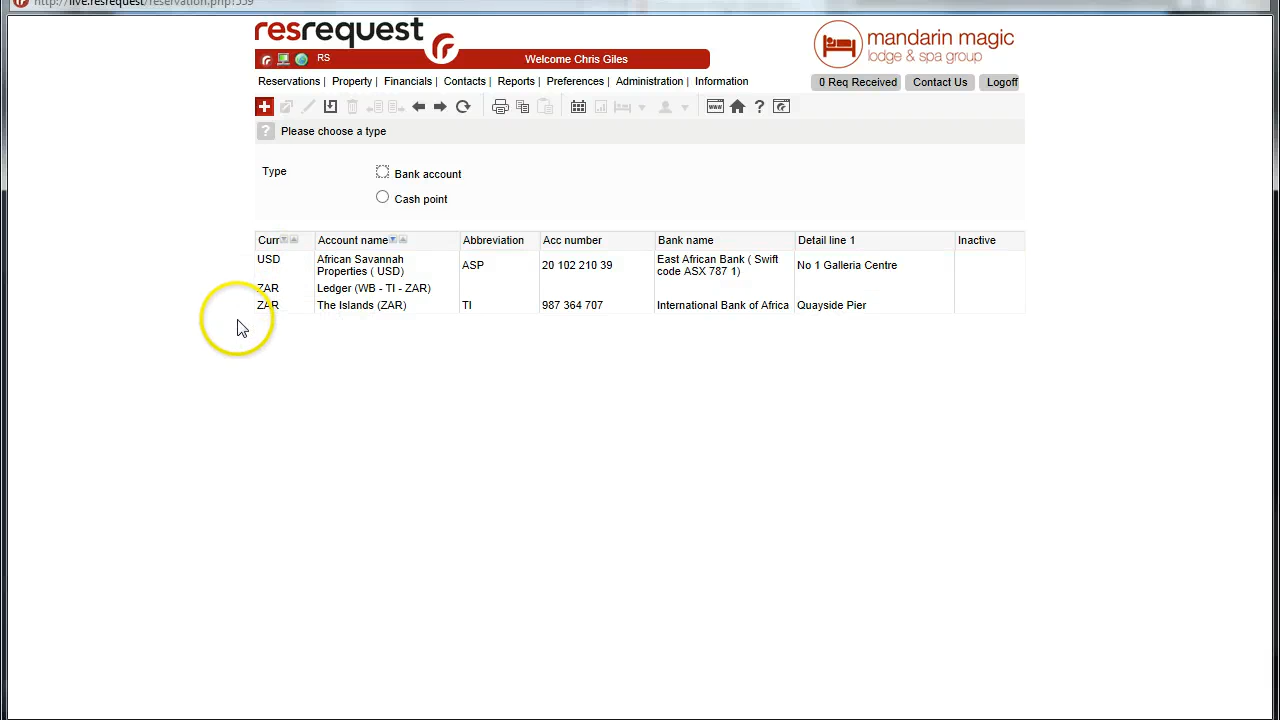 http://live.resrequest/reservation.php?559
resrequest
mandarin magic
lodge & spa group
RS
Welcome Chris Giles
Reservations | Property | Financials | Contacts | Reports | Preferences | Administration | Information
0 Req Received
Contact Us
Logoff
WWW
?
? Please choose a type
Type
Bank account
Cash point
Curr Account name Abbreviation Acc number Bank name Detail line 1 Inactive
USD African Savannah Properties ( USD) ASP 20 102 210 39 East African Bank ( Swift code ASX 787 1) No 1 Galleria Centre
ZAR Ledger (WB - TI - ZAR)
ZAR The Islands (ZAR) TI 987 364 707 International Bank of Africa Quayside Pier